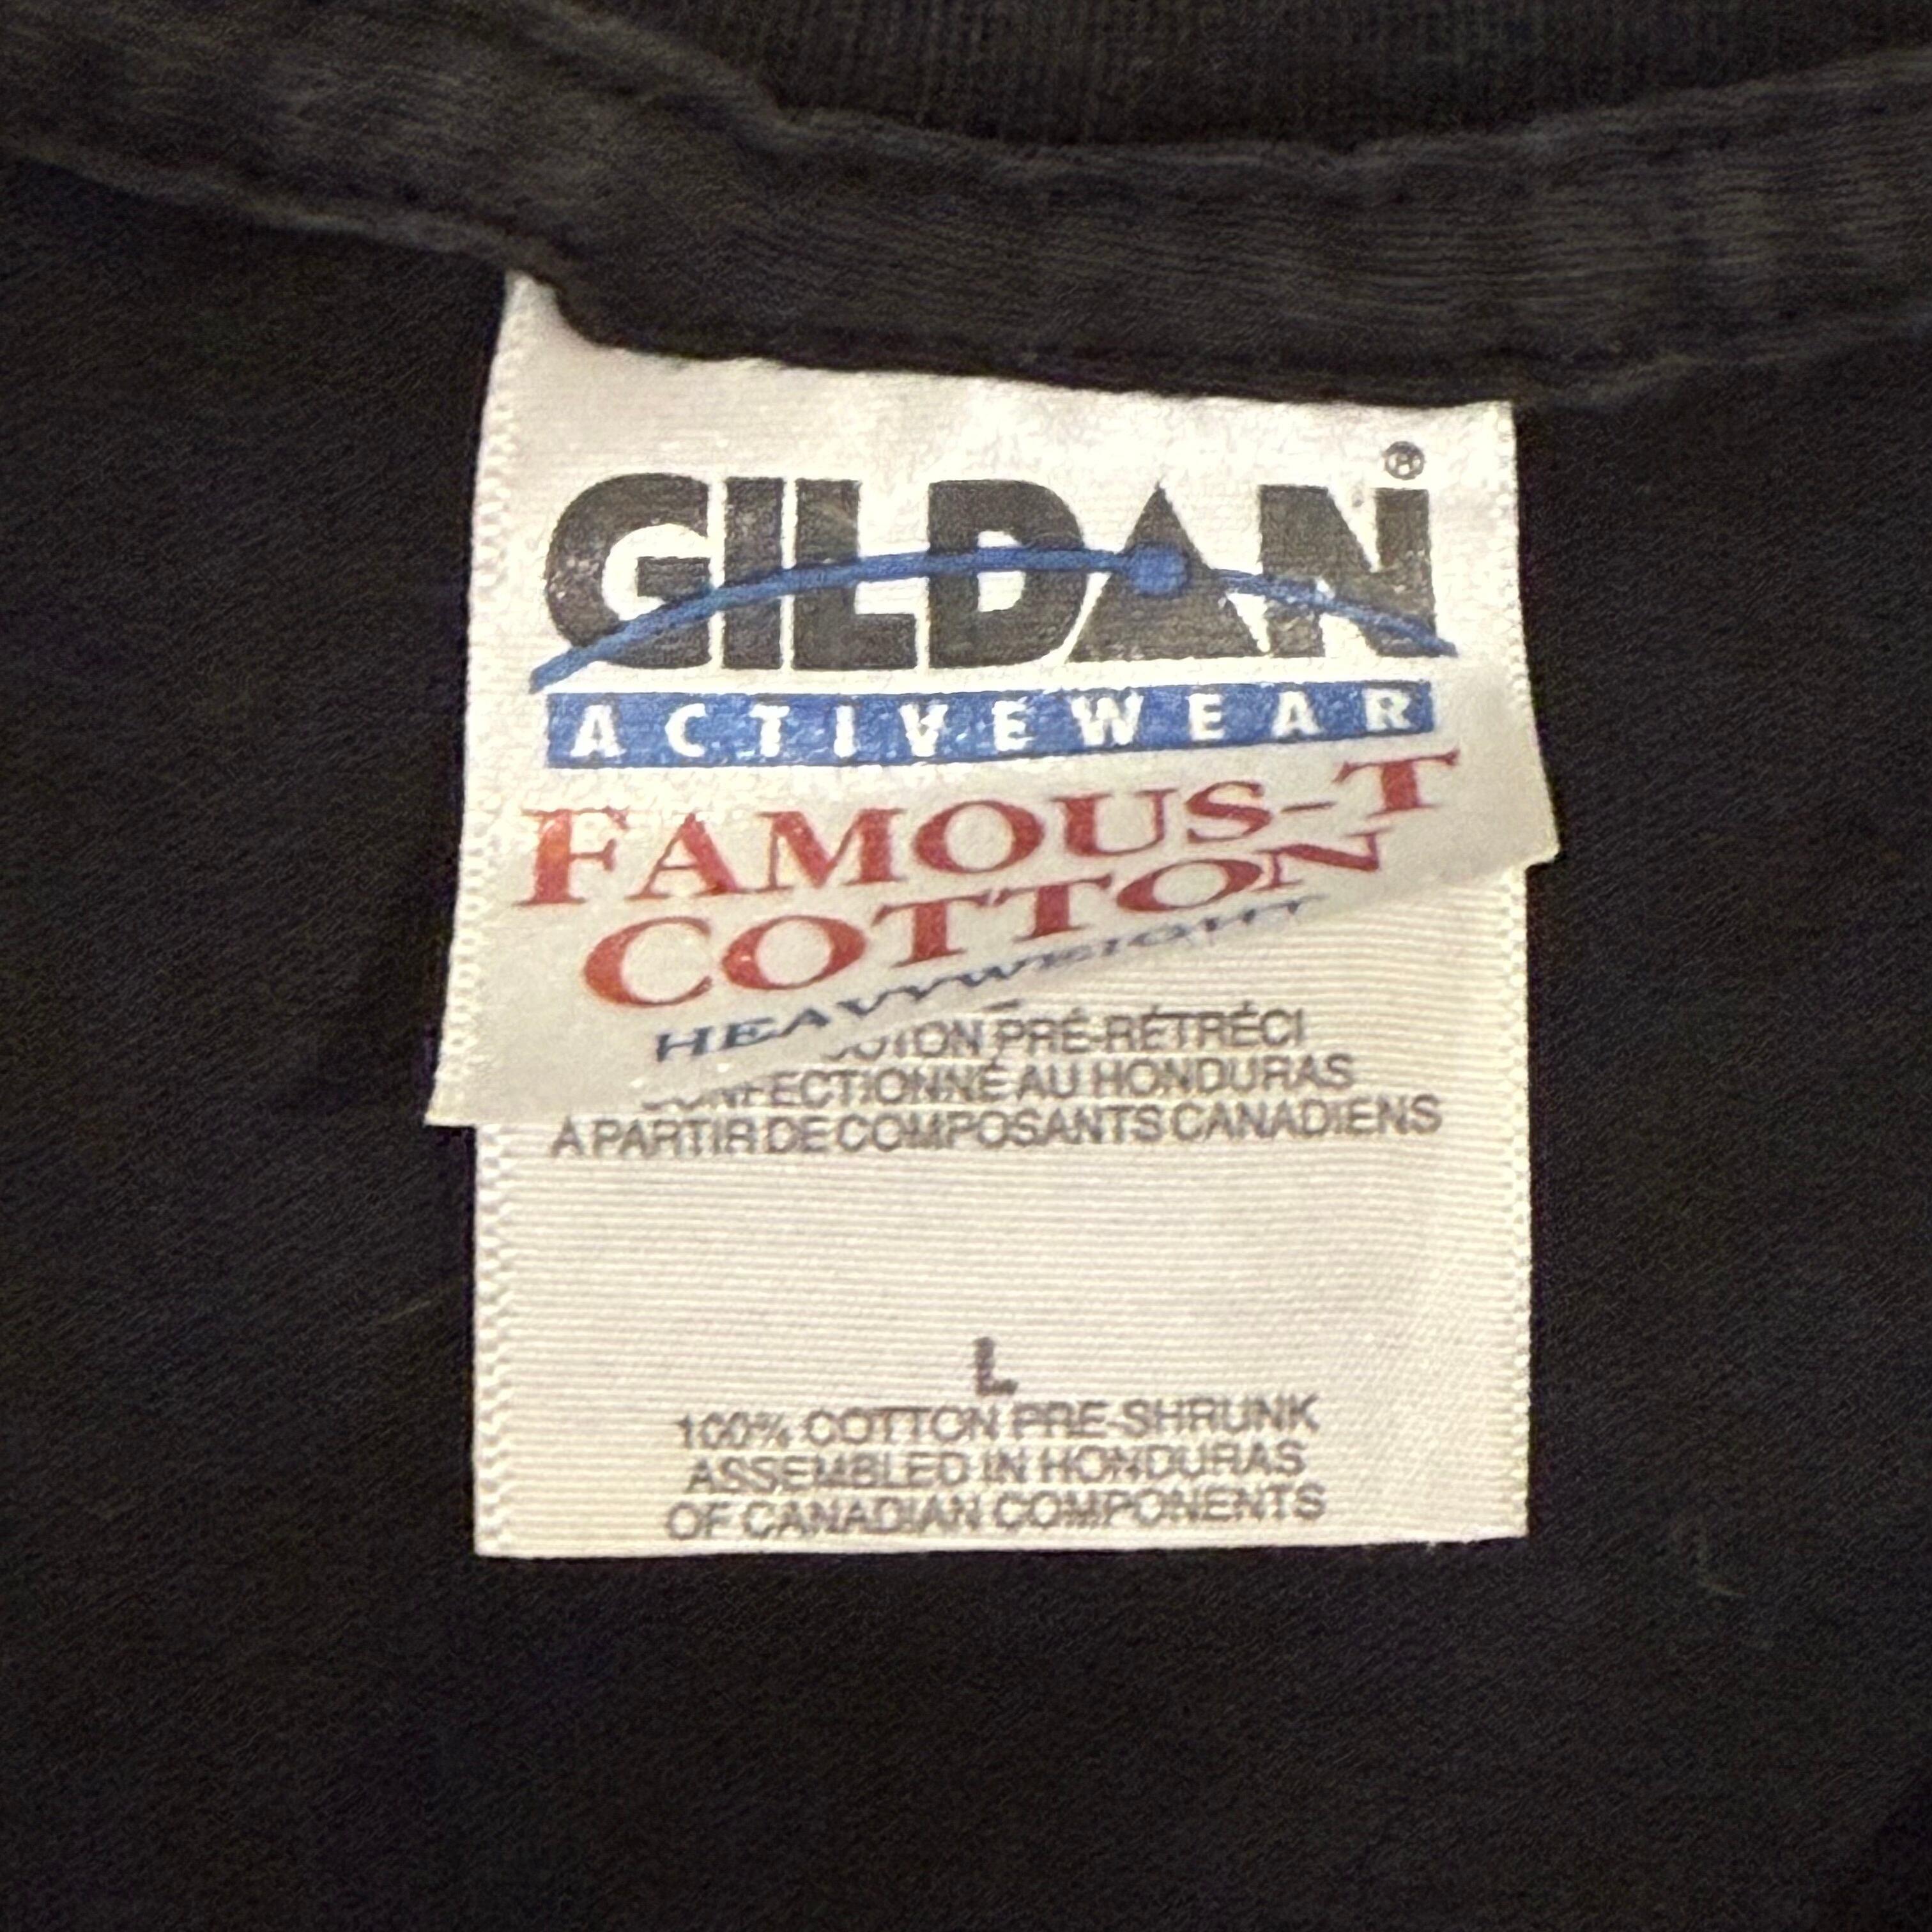 GILDAN®
ACTIVEWEAR
FAMOUS-T
COTTON
HEAVYWEIGHT
PRÉ-RÉTRÉCI
AU HONDURAS
À PARTIR DE COMPOSANTS CANADIENS
L
100% COTTON PRE-SHRUNK
ASSEMBLED IN HONDURAS
OF CANADIAN COMPONENTS